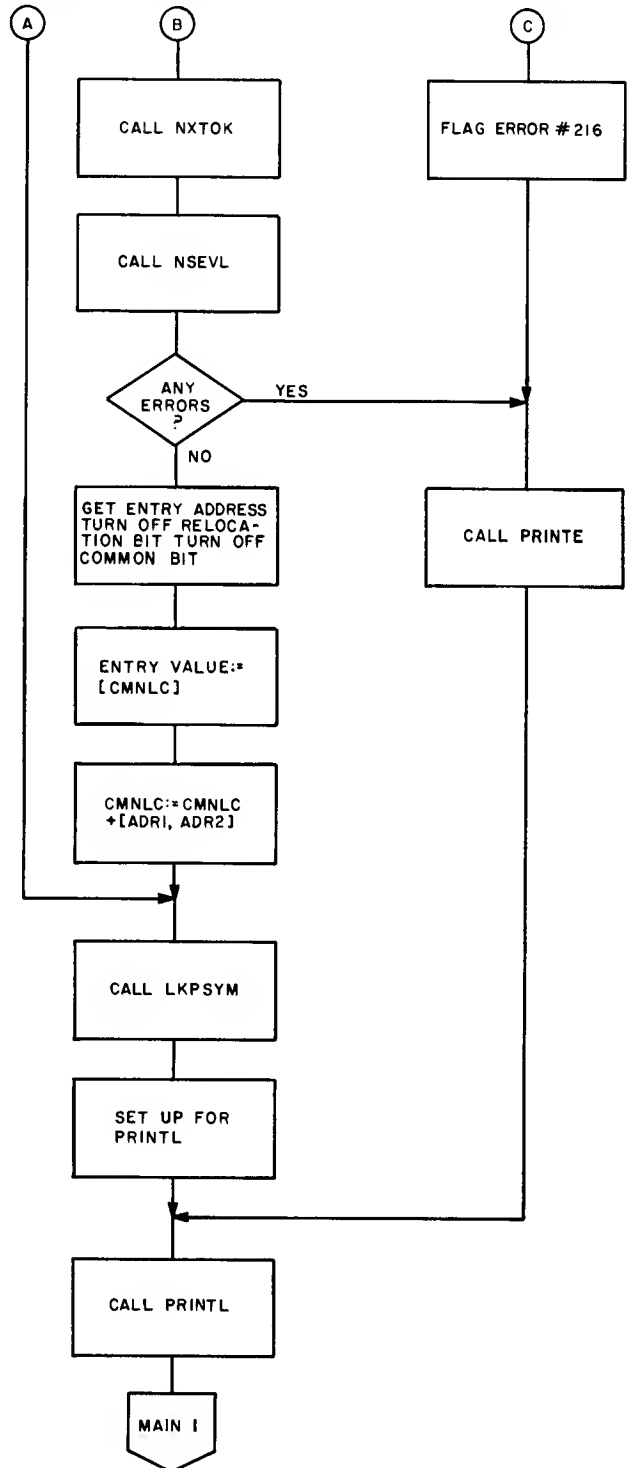 A
B
C
CALL NXTOK
FLAG ERROR #216
CALL NSEVL
ANY
ERRORS
?
YES
NO
GET ENTRY ADDRESS
TURN OFF RELOCA-
TION BIT TURN OFF
COMMON BIT
CALL PRINTE
ENTRY VALUE:=
[CMNLC]
CMNLC:=CMNLC
+[ADR1, ADR2]
CALL LKPSYM
SET UP FOR
PRINTL
CALL PRINTL
MAIN I